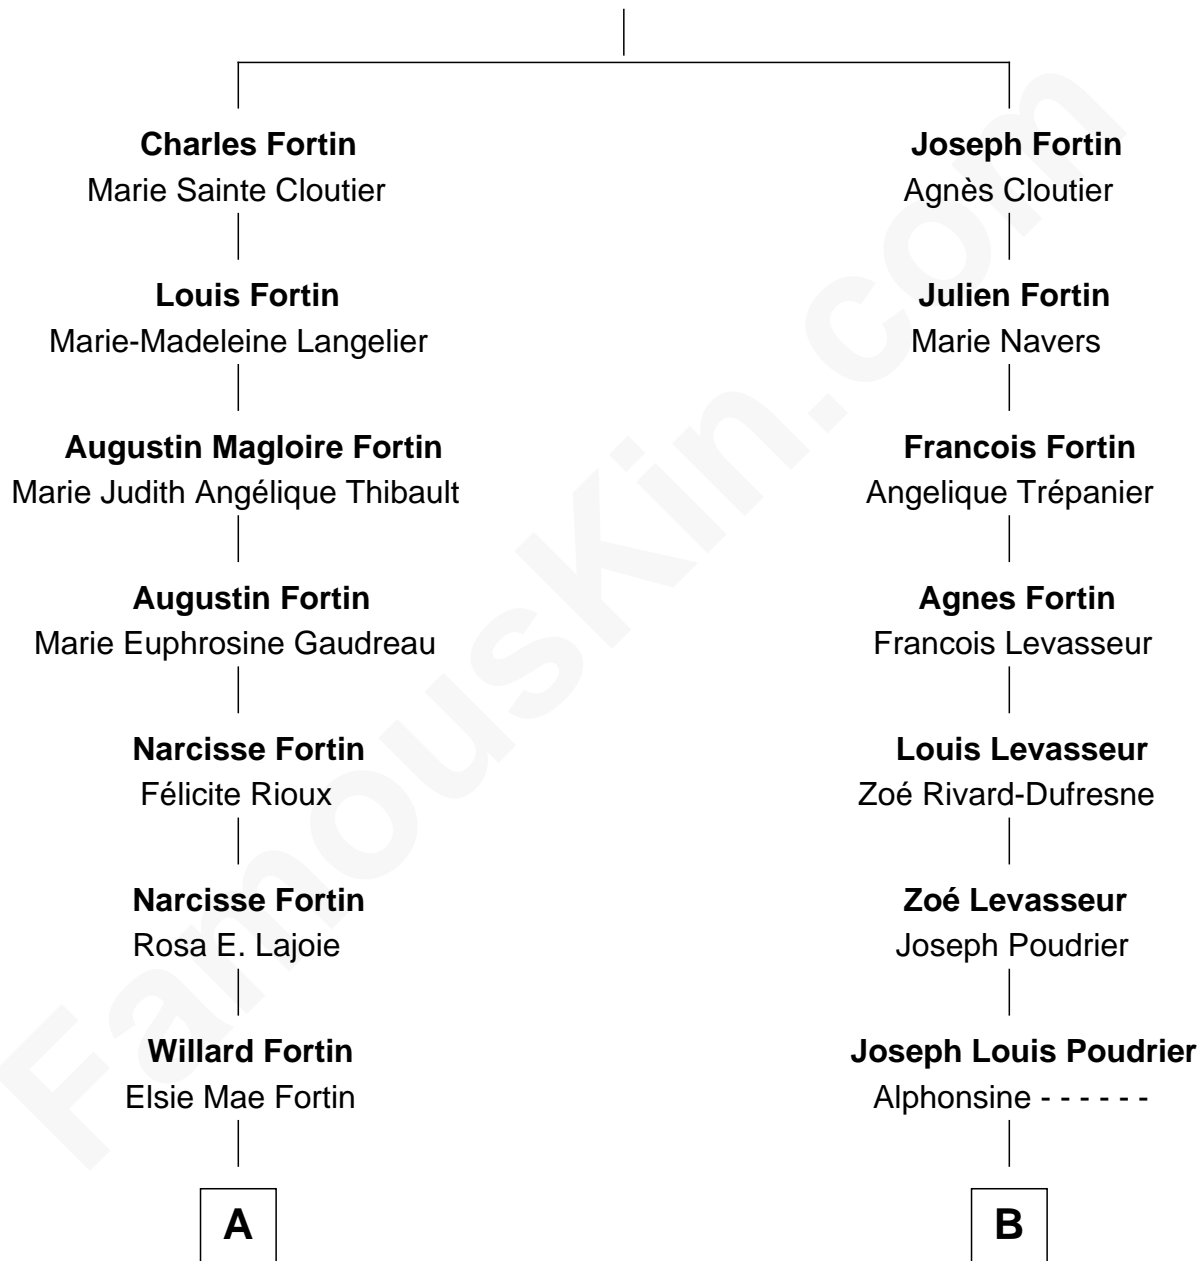 Charles Fortin
Marie Sainte Cloutier
Louis Fortin
Marie-Madeleine Langelier
Augustin Magloire Fortin
Marie Judith Angélique Thibault
Augustin Fortin
Marie Euphrosine Gaudreau
Narcisse Fortin
Félicite Rioux
Narcisse Fortin
Rosa E. Lajoie
Willard Fortin
Elsie Mae Fortin
A
Joseph Fortin
Agnès Cloutier
Julien Fortin
Marie Navers
Francois Fortin
Angelique Trépanier
Agnes Fortin
Francois Levasseur
Louis Levasseur
Zoé Rivard-Dufresne
Zoé Levasseur
Joseph Poudrier
Joseph Louis Poudrier
Alphonsine - - - - - -
B
FamousKin.com